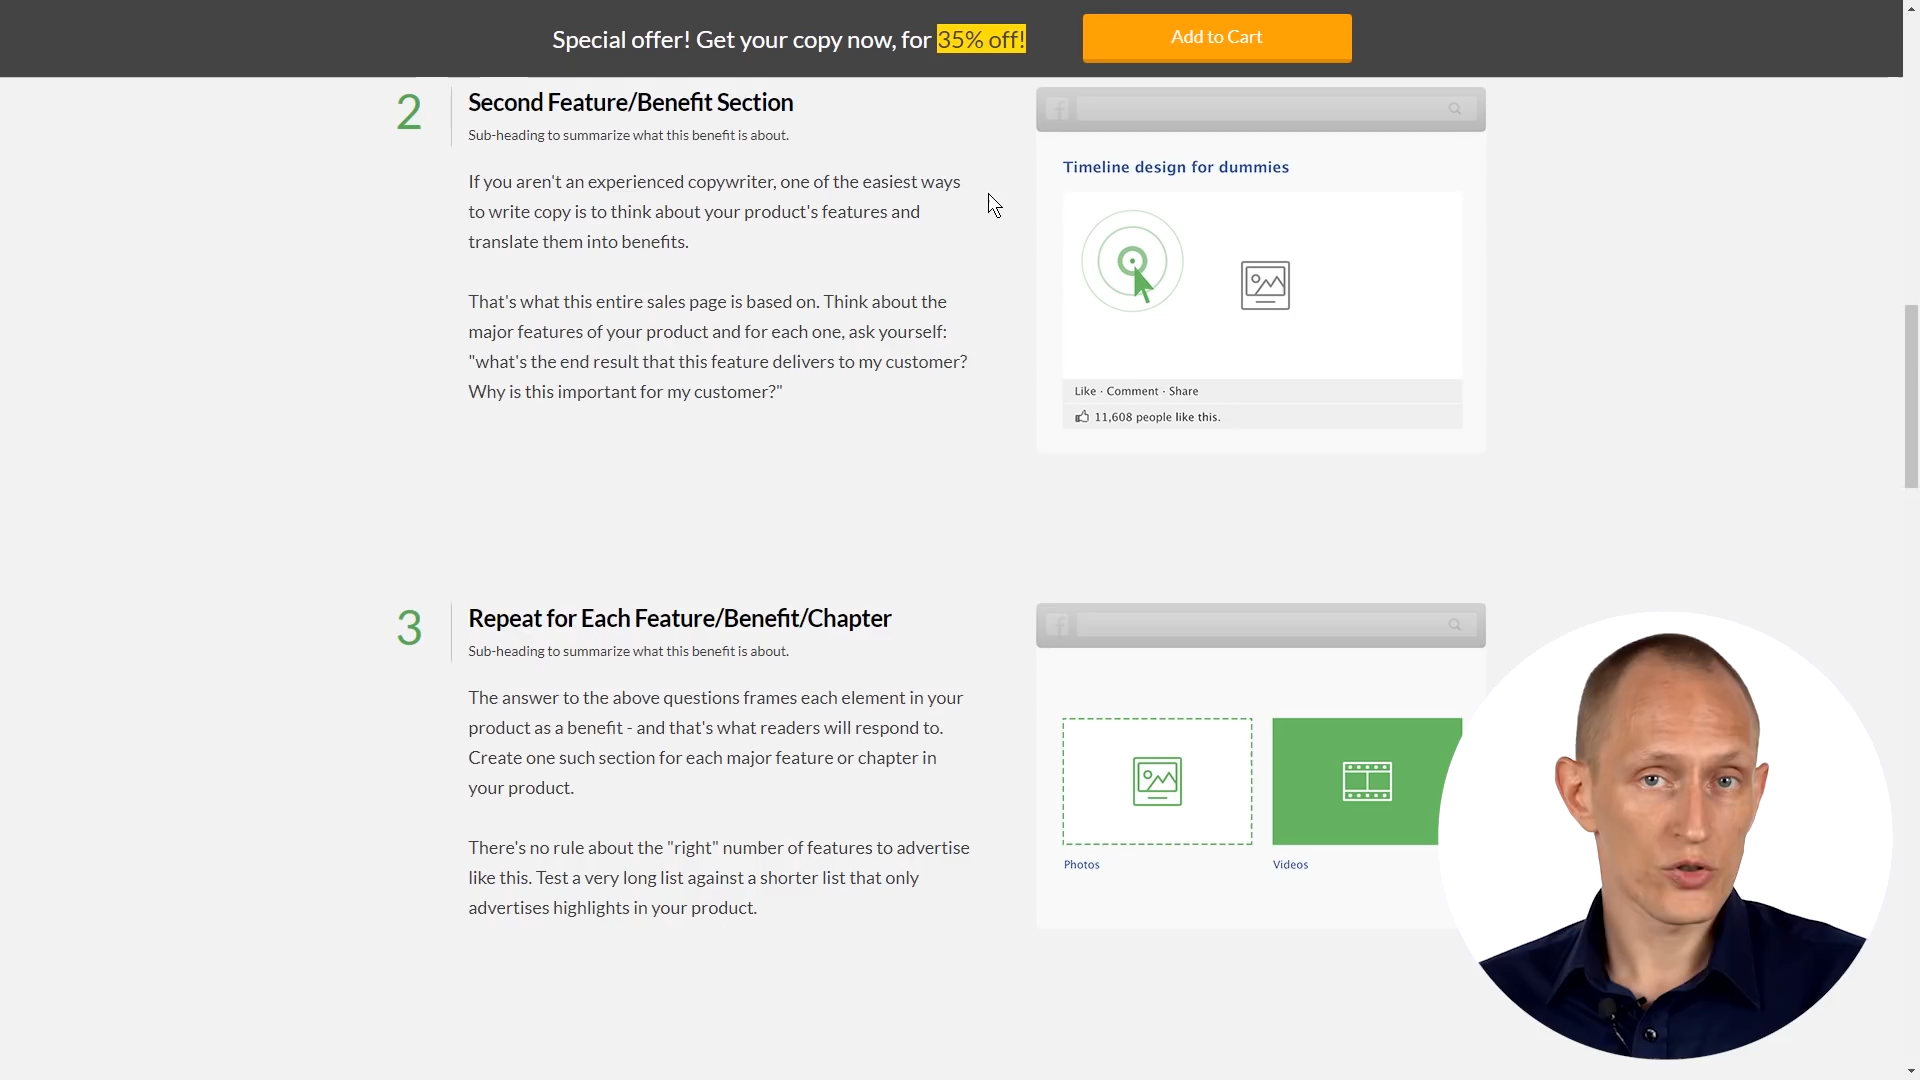 Special offer! Get your copy now, for 35% off!
Add to Cart
2
Second Feature/Benefit Section
Sub-heading to summarize what this benefit is about.
If you aren't an experienced copywriter, one of the easiest ways
to write copy is to think about your product's features and
translate them into benefits.
That's what this entire sales page is based on. Think about the
major features of your product and for each one, ask yourself:
"what's the end result that this feature delivers to my customer?
Why is this important for my customer?"
f
Timeline design for dummies
Like · Comment · Share
11,608 people like this.
3
Repeat for Each Feature/Benefit/Chapter
Sub-heading to summarize what this benefit is about.
The answer to the above questions frames each element in your
product as a benefit - and that's what readers will respond to.
Create one such section for each major feature or chapter in
your product.
There's no rule about the "right" number of features to advertise
like this. Test a very long list against a shorter list that only
advertises highlights in your product.
f
Photos
Videos